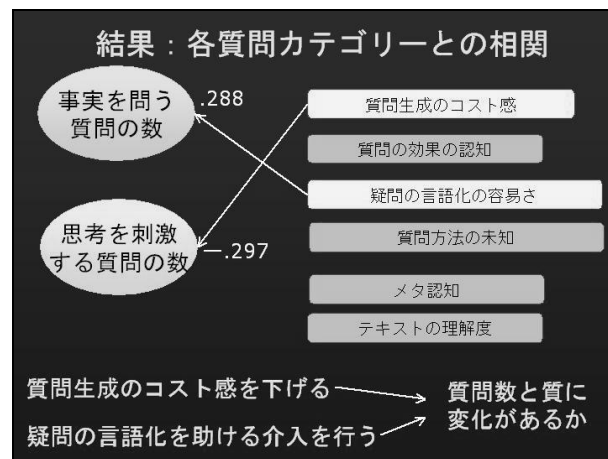 結果：各質問カテゴリーとの相関
事実を問う
質問の数
.288
質問生成のコスト感
質問の効果の認知
疑問の言語化の容易さ
思考を刺激
する質問の数
―.297
質問方法の未知
メタ認知
テキストの理解度
質問生成のコスト感を下げる
疑問の言語化を助ける介入を行う
質問数と質に
変化があるか